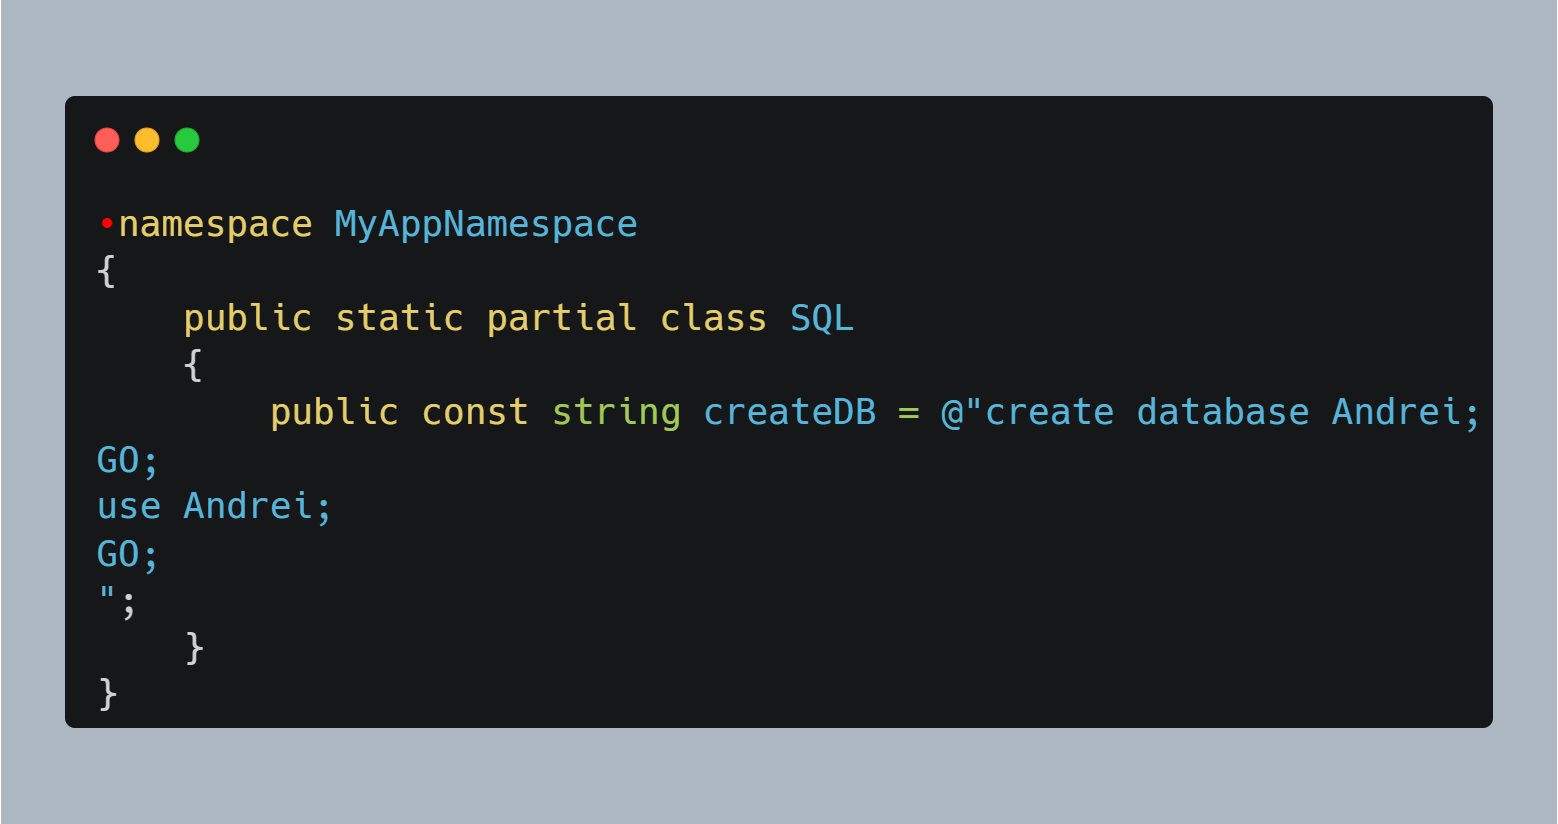 •namespace MyAppNamespace
{
    public static partial class SQL
    {
        public const string createDB = @"create database Andrei;
GO;
use Andrei;
GO;
";
    }
}